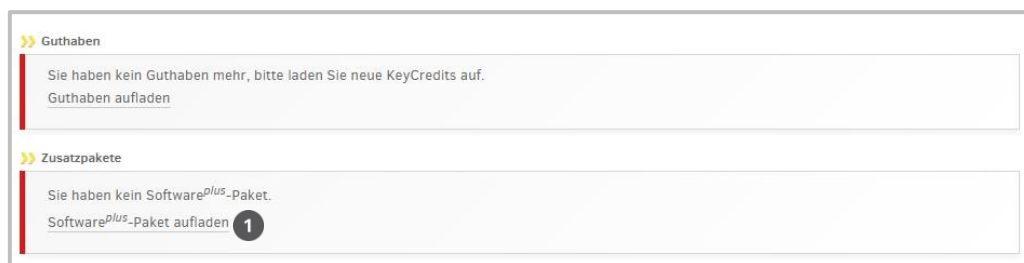 Guthaben
Sie haben kein Guthaben mehr, bitte laden Sie neue KeyCredits auf.
Guthaben aufladen
Zusatzpakete
Sie haben kein Softwareplus-Paket.
Softwareplus-Paket aufladen 1